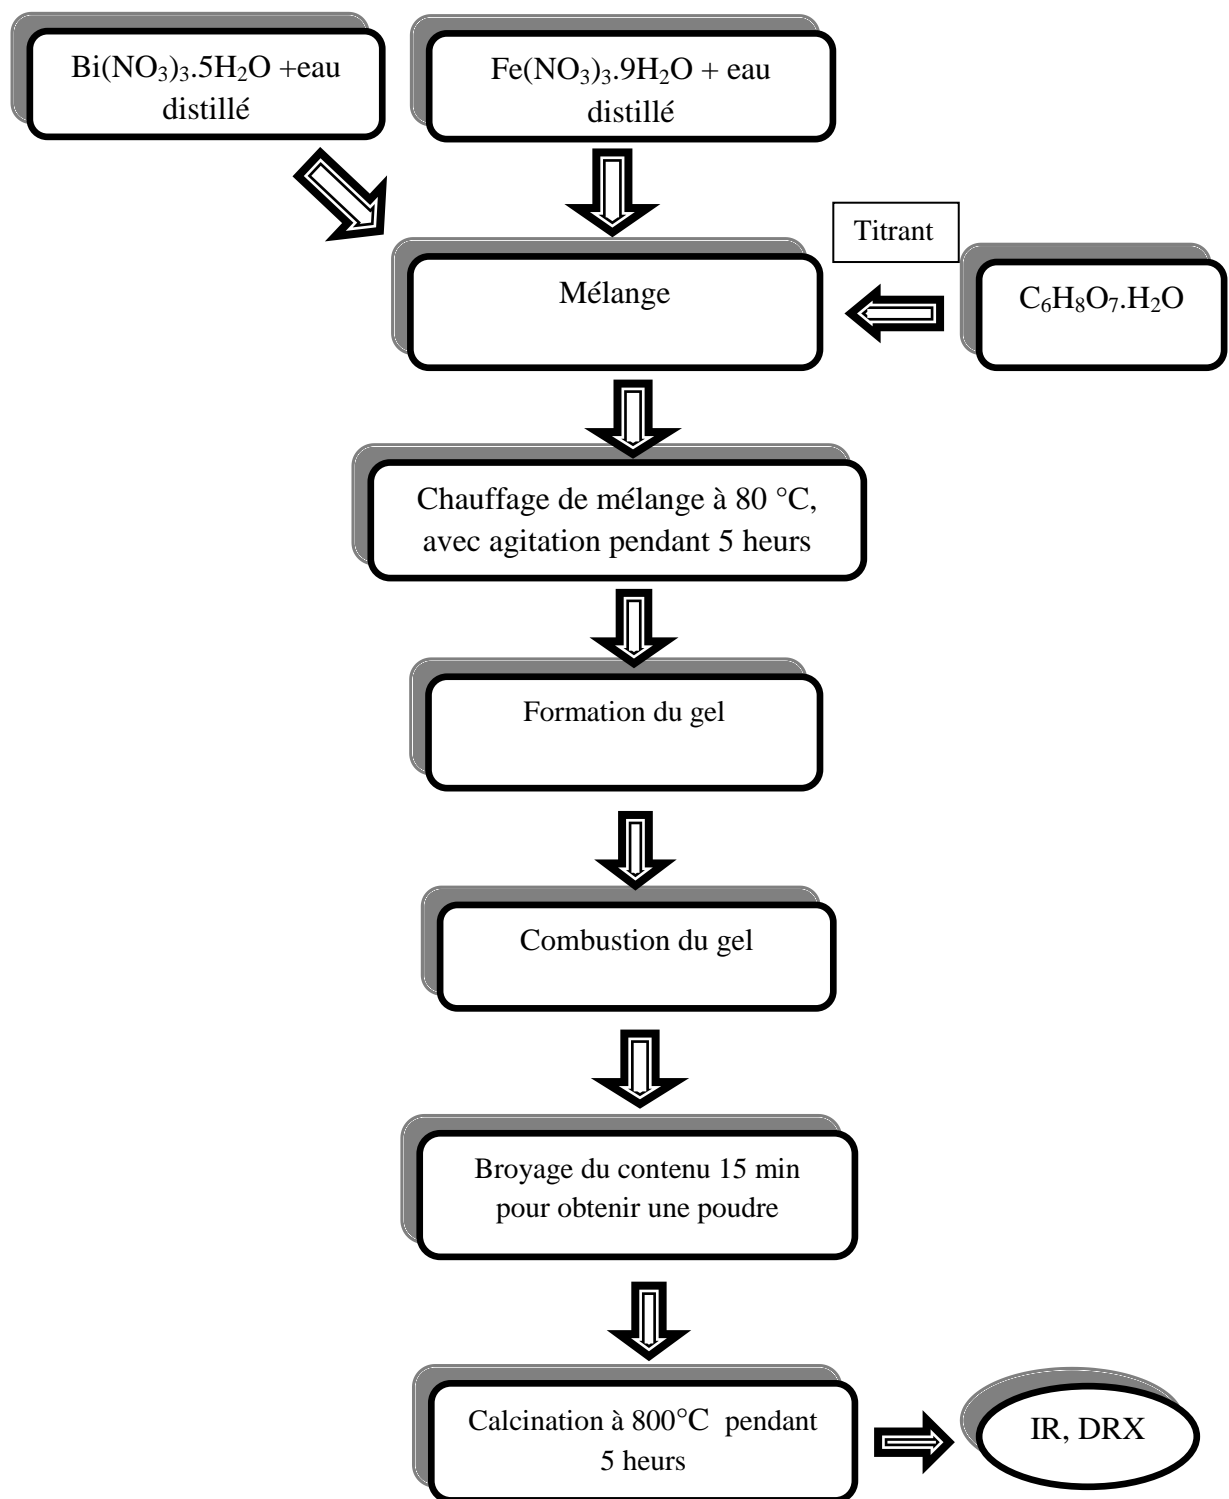 Bi(NO₃)₃.5H₂O +eau
distillé
Fe(NO₃)₃.9H₂O + eau
distillé
Titrant
Mélange
C₆H₈O₇.H₂O
Chauffage de mélange à 80 °C,
avec agitation pendant 5 heurs
Formation du gel
Combustion du gel
Broyage du contenu 15 min
pour obtenir une poudre
Calcination à 800°C pendant
5 heurs
IR, DRX